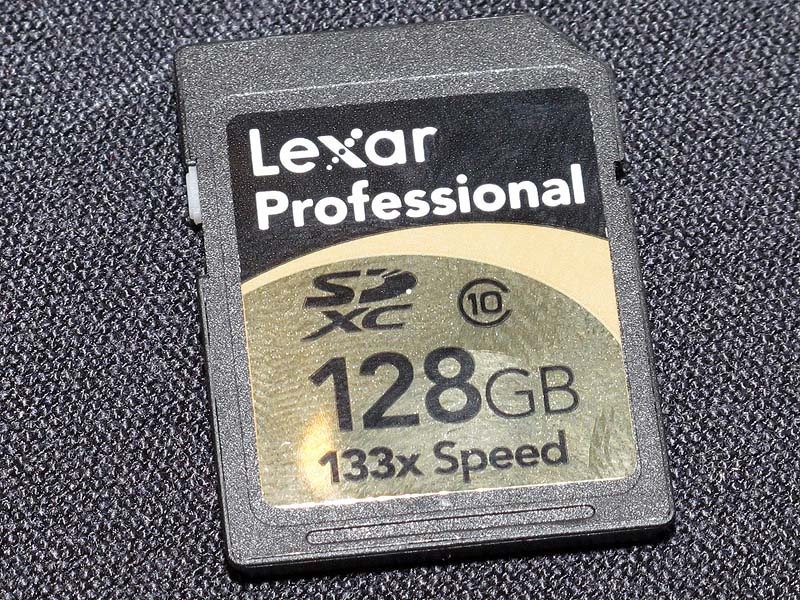 Lexar
Professional
SD XC
10
128GB
133x Speed